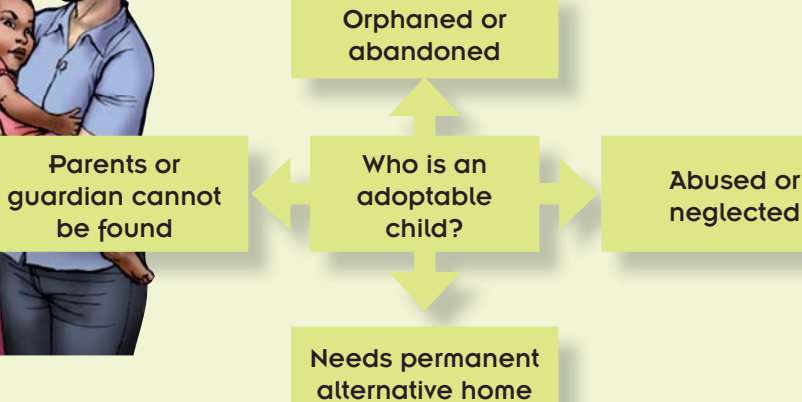 Orphaned or
abandoned
Parents or
guardian cannot
be found
Who is an
adoptable
child?
Abused or
neglected
Needs permanent
alternative home